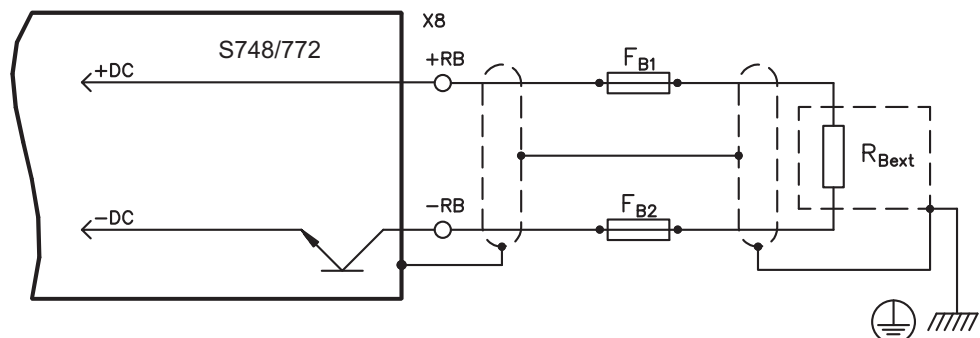 X8
S748/772
+RB
F B1
+DC
R Bext
-DC
-RB
F B2